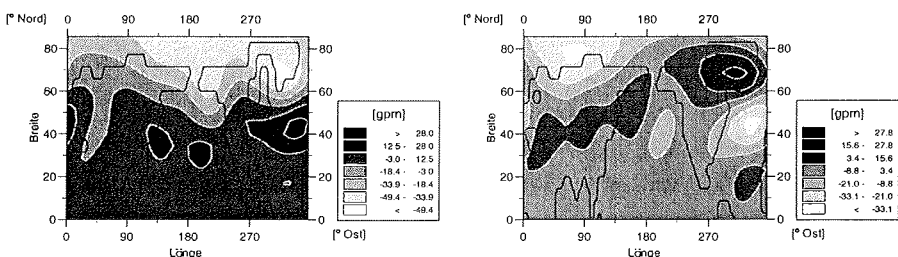 [° Nord] 0 90 180 270
80 80
60 60
Breite
40 40
20 20
0 0
0 90 180 270 [° Ost]
Länge
[gpm]
> 28.0
12.5 - 28.0
-3.0 - 12.5
-18.4 - -3.0
-33.9 - -18.4
-49.4 - -33.9
< -49.4
[° Nord] 0 90 180 270
80 80
60 60
Breite
40 40
20 20
0 0
0 90 180 270 [° Ost]
Länge
[gpm]
> 27.8
15.6 - 27.8
3.4 - 15.6
-8.8 - 3.4
-21.0 - -8.8
-33.1 - -21.0
< -33.1